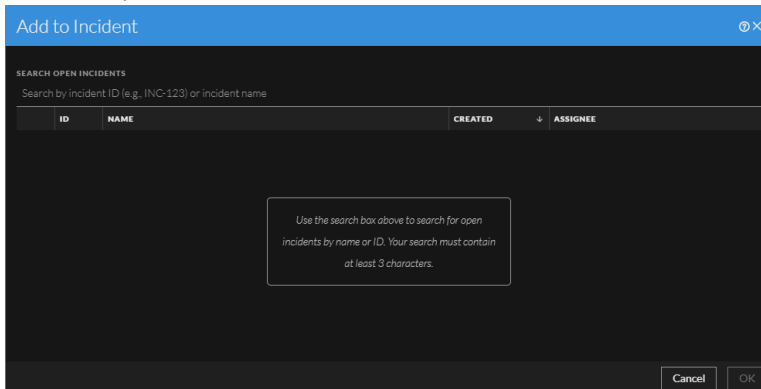 Add to Incident
SEARCH OPEN INCIDENTS
Search by incident ID (e.g., INC-123) or incident name
ID NAME CREATED ASSIGNEE
Use the search box above to search for open
incidents by name or ID. Your search must contain
at least 3 characters.
Cancel OK